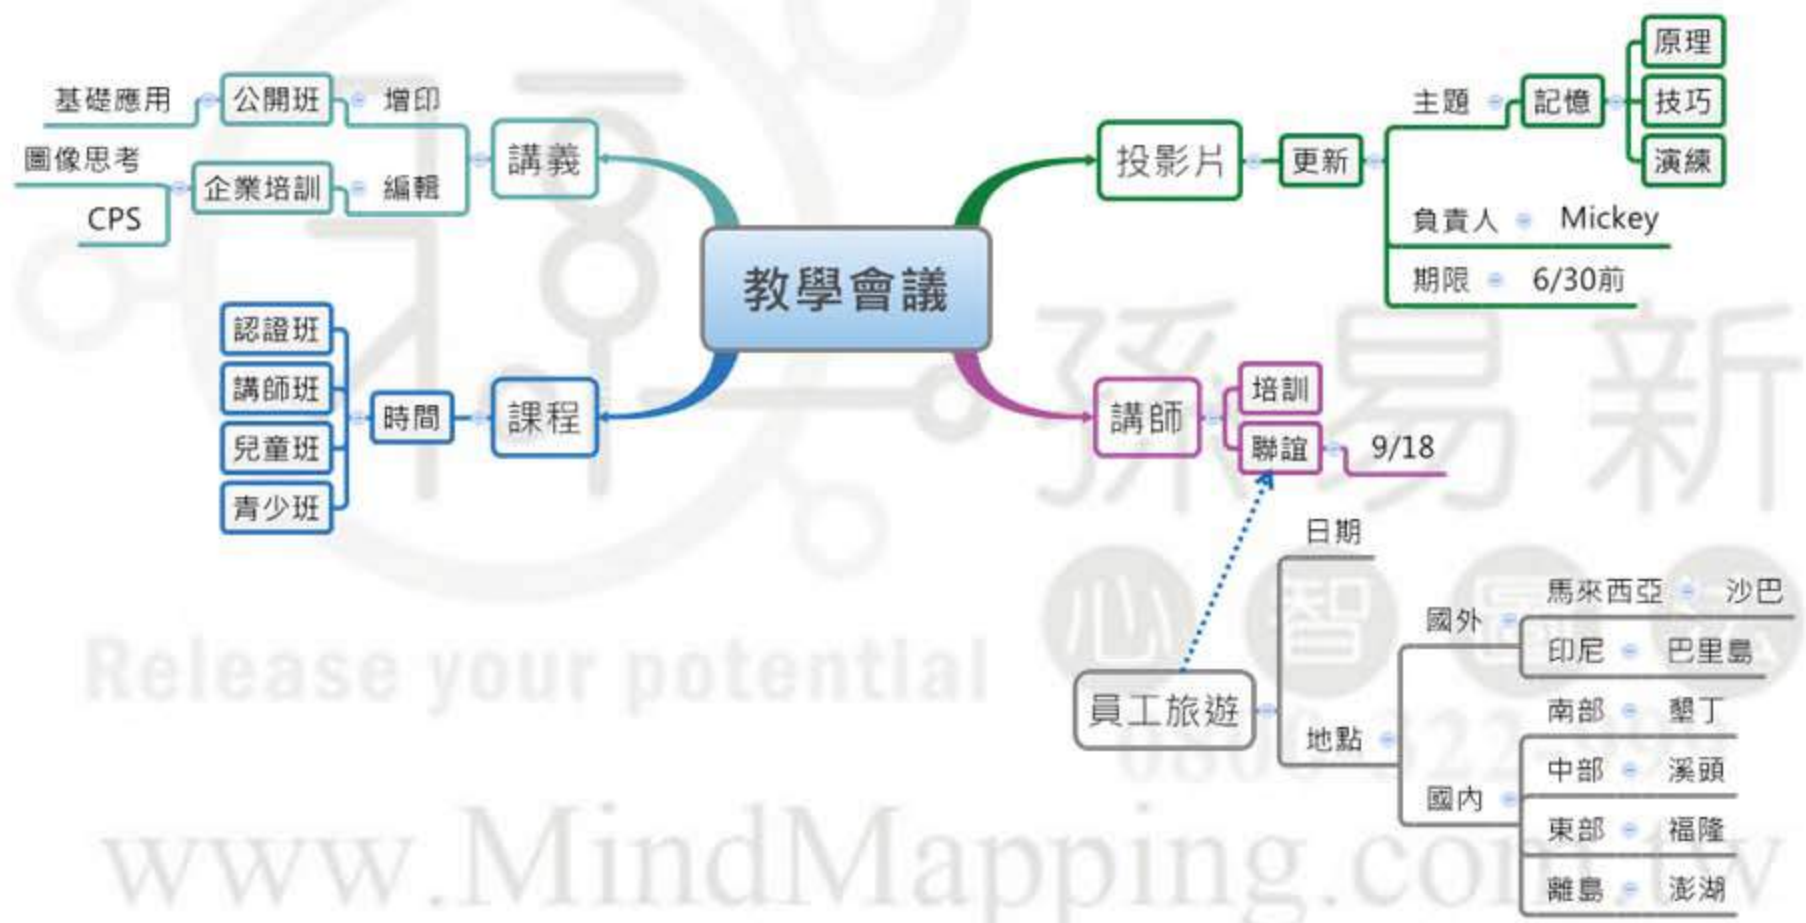 教學會議
投影片
更新
主題
記憶
原理
技巧
演練
負責人
Mickey
期限
6/30前
講師
培訓
聯誼
9/18
員工旅遊
日期
地點
國外
馬來西亞
沙巴
印尼
巴里島
國內
南部
墾丁
中部
溪頭
東部
福隆
離島
澎湖
課程
時間
認證班
講師班
兒童班
青少班
講義
增印
公開班
基礎應用
編輯
企業培訓
圖像思考
CPS
孫易新
Release your potential
www.MindMapping.com.tw